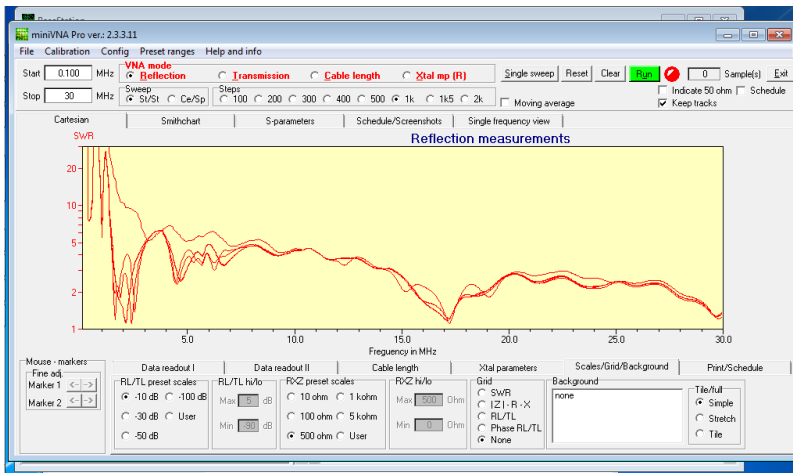 miniVNA Pro ver.: 2.3.3.11
File Calibration Config Preset ranges Help and info
Start 0.100 MHz
VNA mode
Reflection Transmission Cable length Xtal mp (R)
Single sweep Reset Clear Run 0 Sample(s) Exit
Stop 30 MHz
Sweep
St/St Ce/Sp
Steps
100 200 300 400 500 1k 1k5 2k
Moving average
Indicate 50 ohm Schedule
Keep tracks
Cartesian Smithchart S-parameters Schedule/Screenshots Single frequency view
SWR
Reflection measurements
20
10
5
2
1
5.0 10.0 15.0 20.0 25.0 30.0
Frequency in MHz
Mouse - markers
Fine adj.
Marker 1 <- ->
Marker 2 <- ->
Data readout I Data readout II Cable length Xtal parameters Scales/Grid/Background Print/Schedule
RL/TL preset scales
-10 dB -100 dB
-30 dB User
-50 dB
RL/TL hi/lo
Max 5 dB
Min -90 dB
RXZ preset scales
10 ohm 1 kohm
100 ohm 5 kohm
500 ohm User
RXZ hi/lo
Max 500 Ohm
Min 0 Ohm
Grid
SWR
|Z| - R - X
RL/TL
Phase RL/TL
None
Background
none
Tile/full
Simple
Stretch
Tile